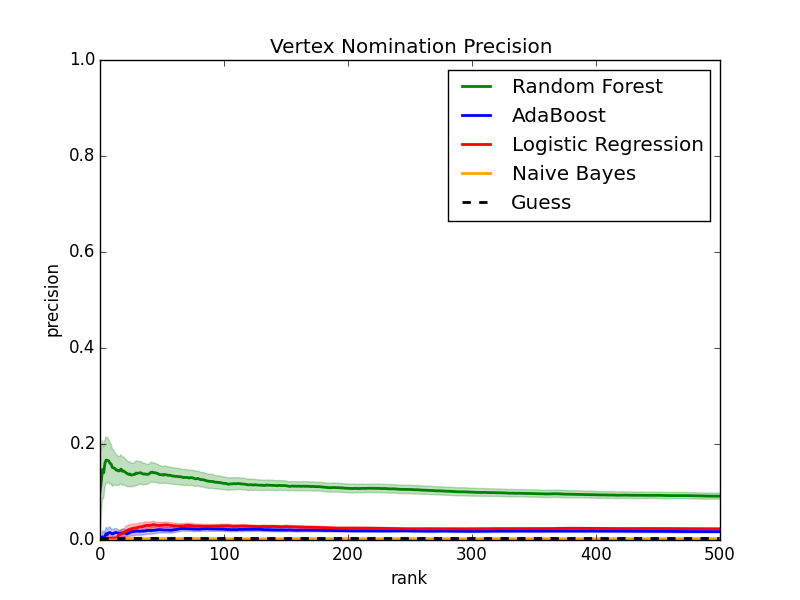 Vertex Nomination Precision
1.0
0.8
0.6
0.4
0.2
0.0
precision
Random Forest
AdaBoost
Logistic Regression
Naive Bayes
Guess
0 100 200 300 400 500
rank